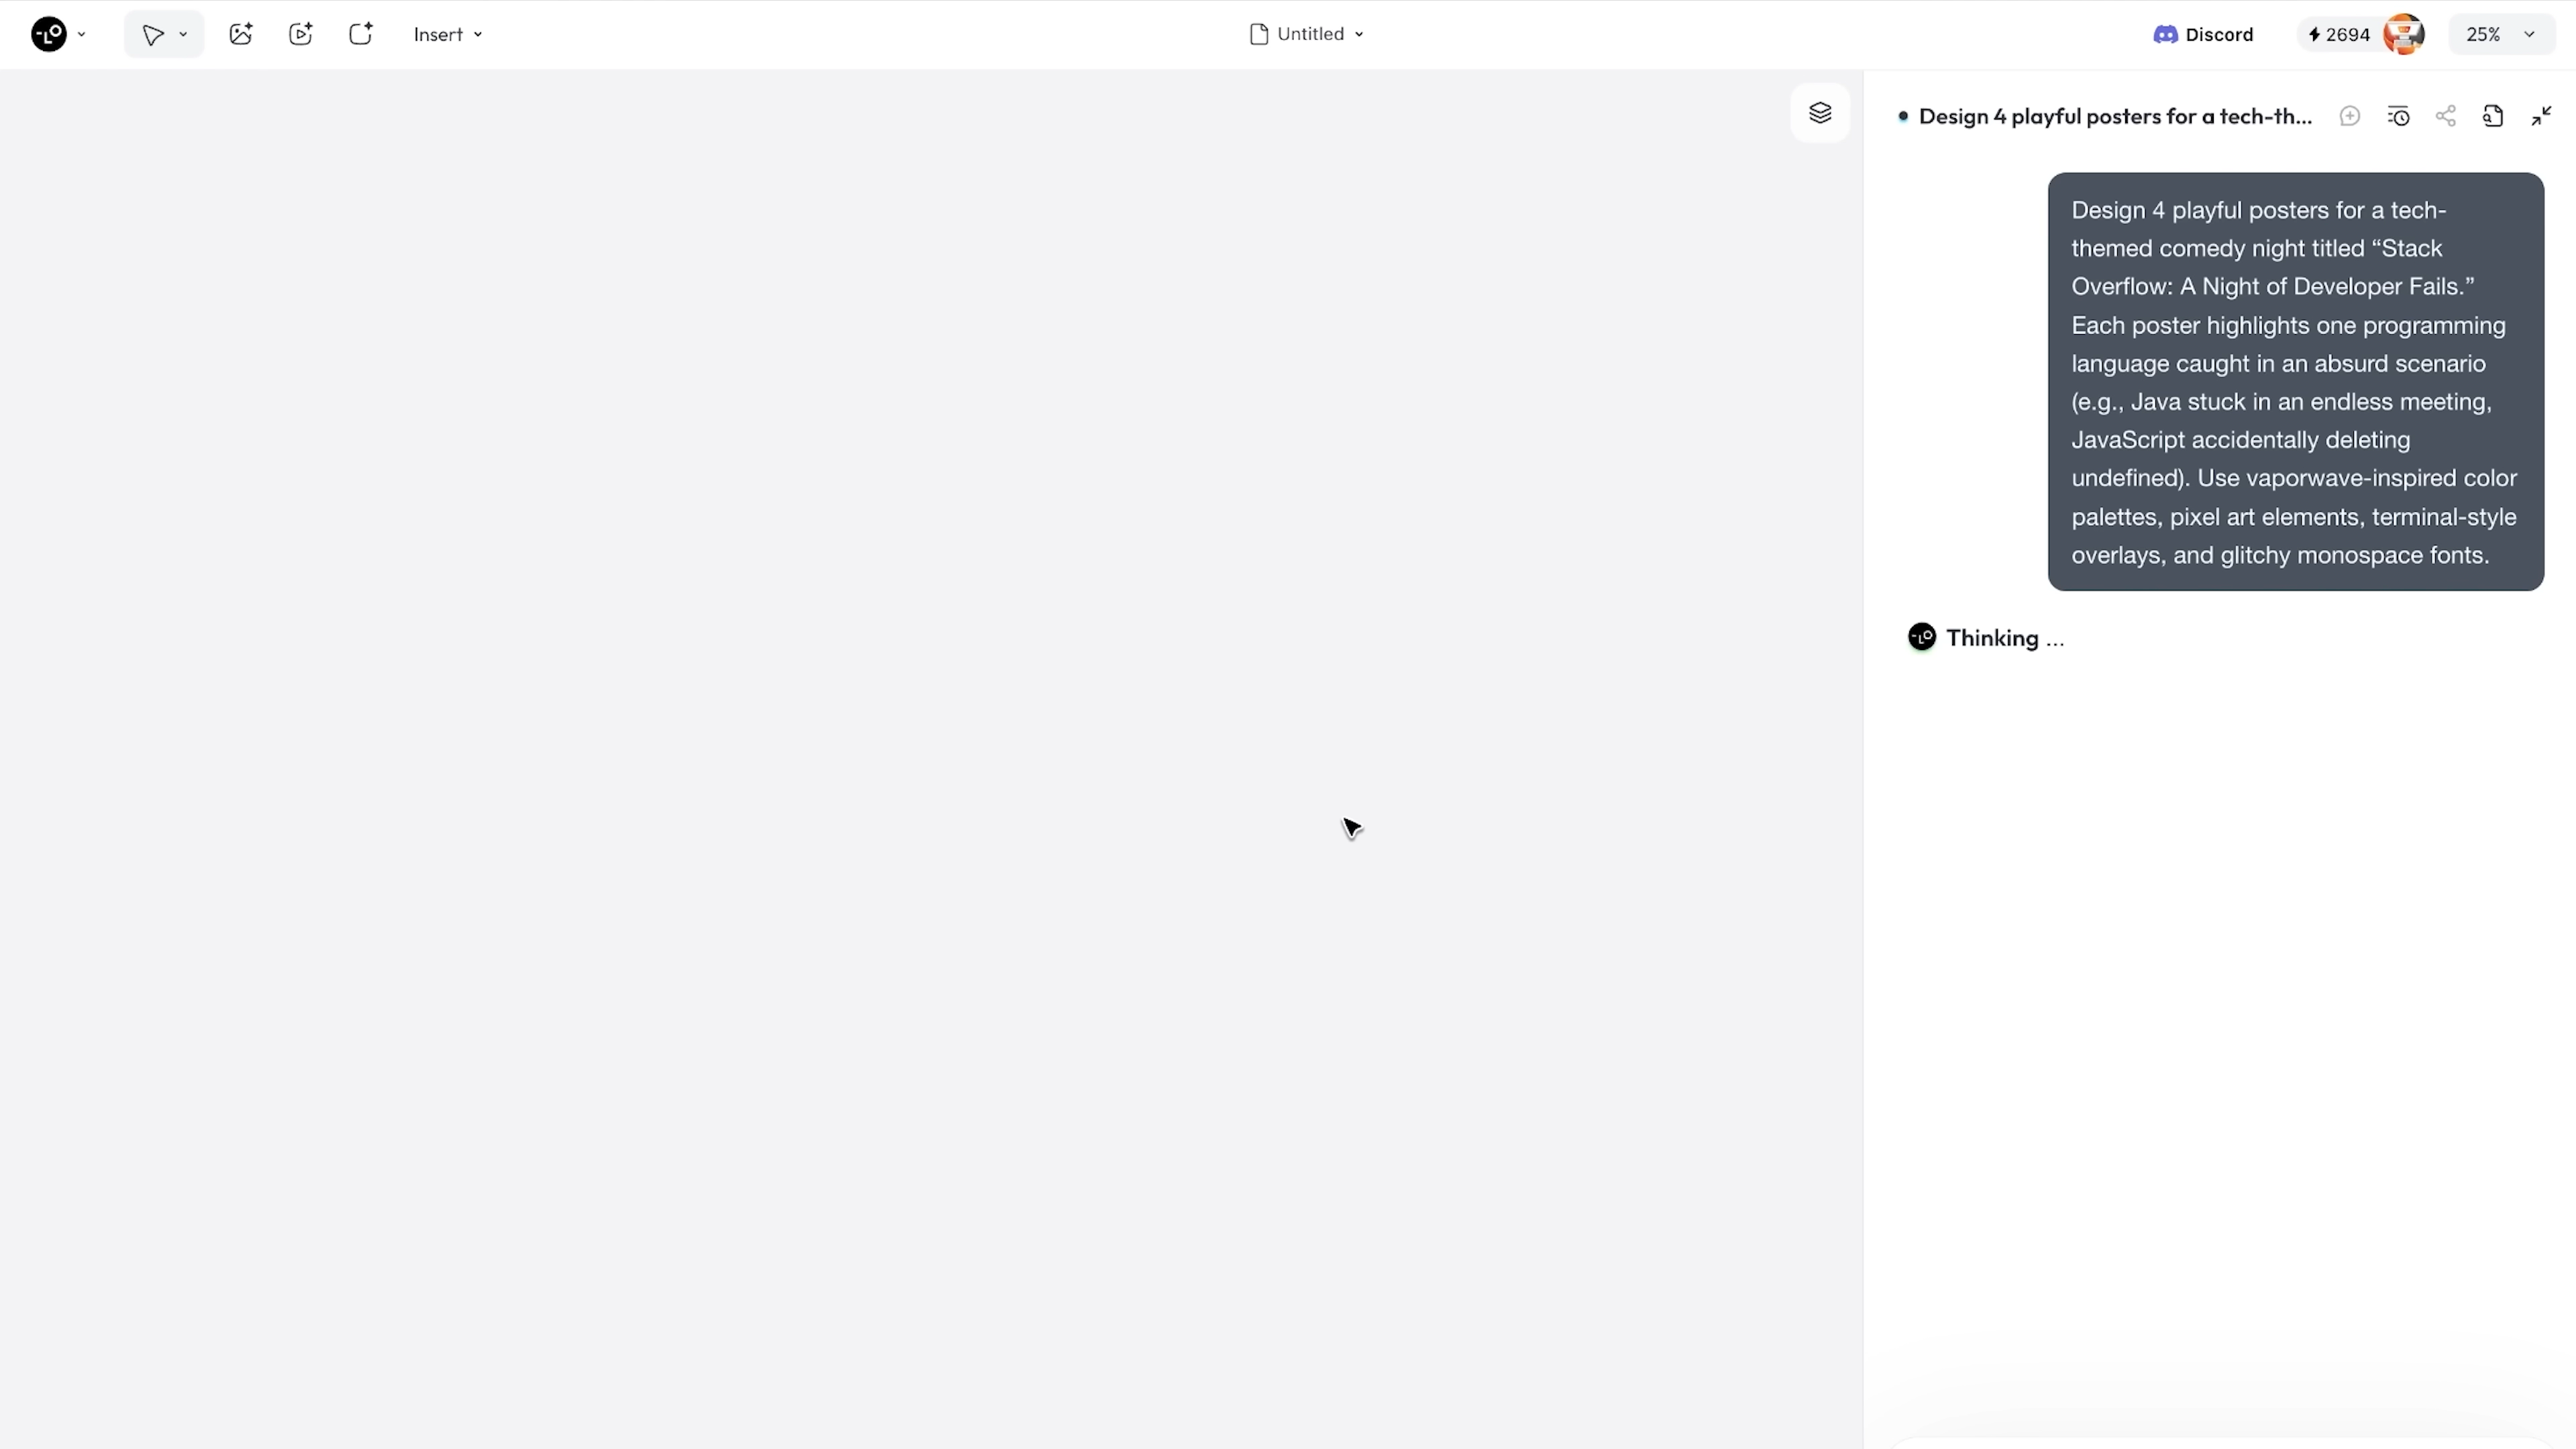 Insert
Untitled
Discord
2694
25%
Design 4 playful posters for a tech-th...
Design 4 playful posters for a tech-
themed comedy night titled “Stack
Overflow: A Night of Developer Fails.”
Each poster highlights one programming
language caught in an absurd scenario
(e.g., Java stuck in an endless meeting,
JavaScript accidentally deleting
undefined). Use vaporwave-inspired color
palettes, pixel art elements, terminal-style
overlays, and glitchy monospace fonts.
Thinking ...